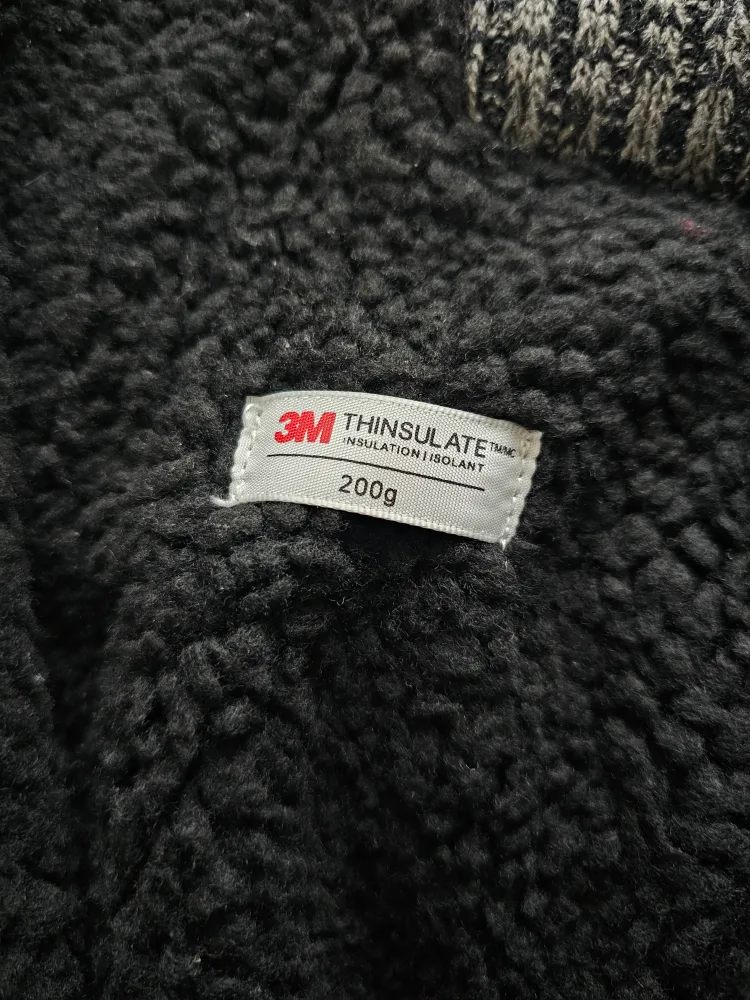 3M THINSULATE™/MC
INSULATION | ISOLANT
200g